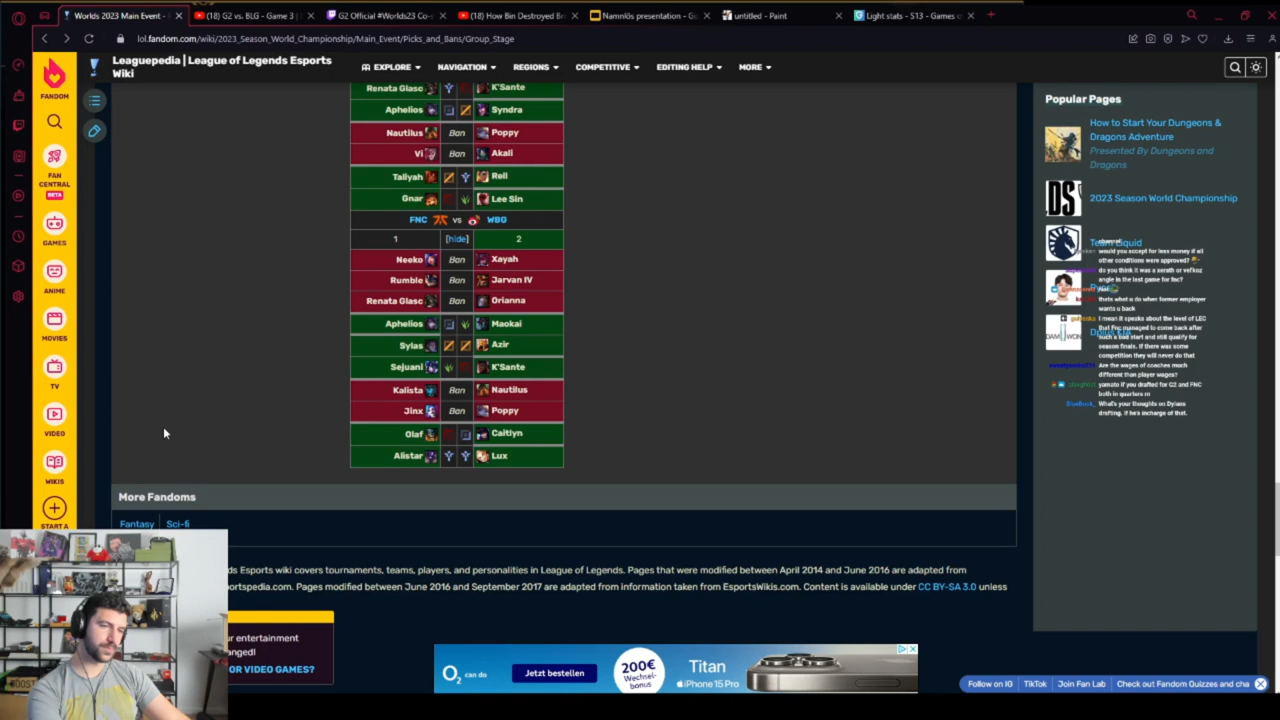 Worlds 2023 Main Event -
(18) G2 vs. BLG - Game 3 |
G2 Official #Worlds23 Co-s
(18) How Bin Destroyed Br
Namnlös presentation - Go
untitled - Paint
Light stats - S13 - Games o
lol.fandom.com/wiki/2023_Season_World_Championship/Main_Event/Picks_and_Bans/Group_Stage
Leaguepedia | League of Legends Esports
Wiki
EXPLORE
NAVIGATION
REGIONS
COMPETITIVE
EDITING HELP
MORE
FANDOM
FAN
CENTRAL
BETA
GAMES
ANIME
MOVIES
TV
VIDEO
WIKIS
START A
Renata Glasc K'Sante
Aphelios Syndra
Nautilus Ban Poppy
Vi Ban Akali
Taliyah Rell
Gnar Lee Sin
FNC vs WBG
1 [hide] 2
Neeko Ban Xayah
Rumble Ban Jarvan IV
Renata Glasc Ban Orianna
Aphelios Maokai
Sylas Azir
Sejuani K'Sante
Kalista Ban Nautilus
Jinx Ban Poppy
Olaf Caitlyn
Alistar Lux
Popular Pages
How to Start Your Dungeons &
Dragons Adventure
Presented By Dungeons and
Dragons
2023 Season World Championship
Team Liquid
would you except for less money if all
other conditions were approved?
do you think it was a xerath or vefkoz
angle in the last game for fnc?
thats what u do when former employer
wants u back
I mean it speaks about the level of LEC
that Fnc managed to come back after
such a bad start and still qualify for
season finals. if there was some
competition they will never do that
Are the wages of coaches much
different than player wages?
yamato if you drafted for G2 and FNC
both in quarters rn
What's your thoughts on Dylans
drafting, if he's incharge of that.
More Fandoms
Fantasy
Sci-fi
ds Esports wiki covers tournaments, teams, players, and personalities in League of Legends. Pages that were modified between April 2014 and June 2016 are adapted from
ortspedia.com. Pages modified between June 2016 and September 2017 are adapted from information taken from EsportsWikis.com. Content is available under CC BY-SA 3.0 unless
ur entertainment
anged!
OR VIDEO GAMES?
O2 can do
Jetzt bestellen
200€
Wechsel-
bonus
Titan
iPhone 15 Pro
Follow on IG
TikTok
Join Fan Lab
Check out Fandom Quizzes and cha